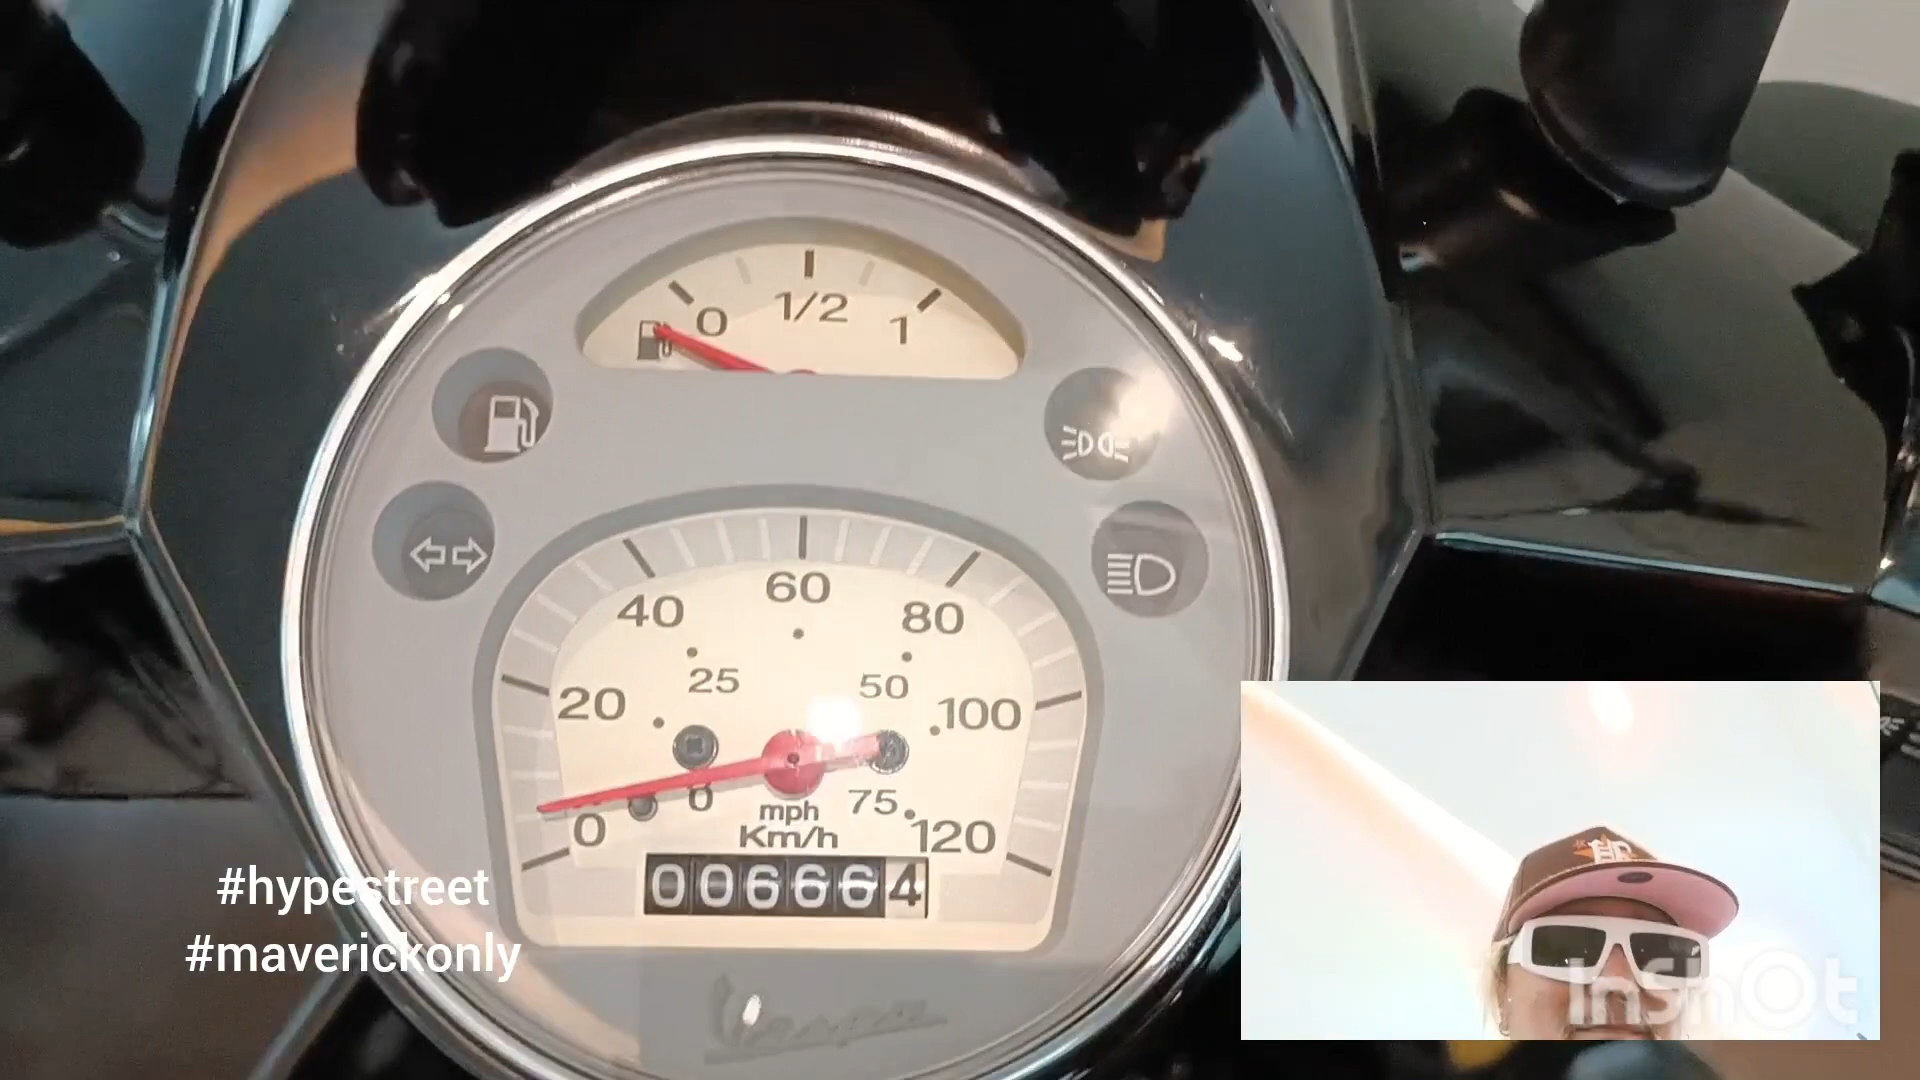 0 1/2 1
60
40 80
25 50
20 100
0 mph 75
0 Km/h 120
006664
#hypestreet
#maverickonly
Vespa
InShOt